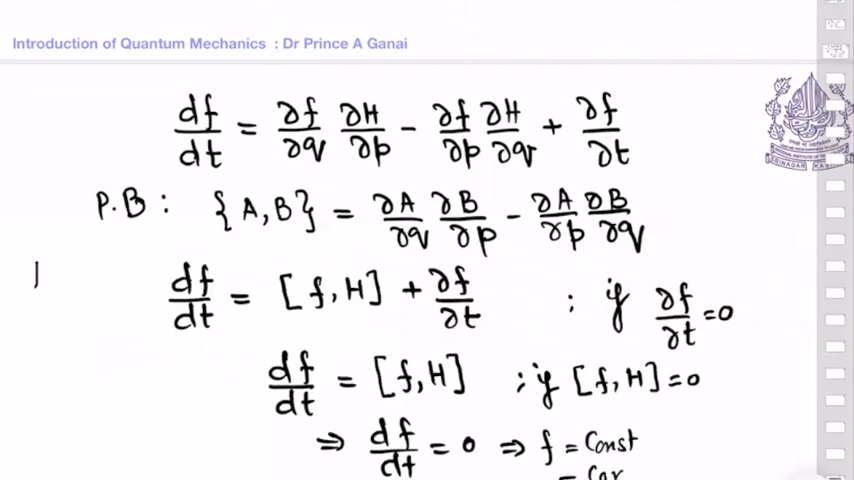 Introduction of Quantum Mechanics : Dr Prince A Ganai
df/dt = ∂f/∂q ∂H/∂p − ∂f/∂p ∂H/∂q + ∂f/∂t
P.B : {A, B} = ∂A/∂q ∂B/∂p − ∂A/∂p ∂B/∂q
df/dt = [f, H] + ∂f/∂t ; if ∂f/∂t = 0
df/dt = [f, H] ; if [f, H] = 0
⇒ df/dt = 0 ⇒ f = Const